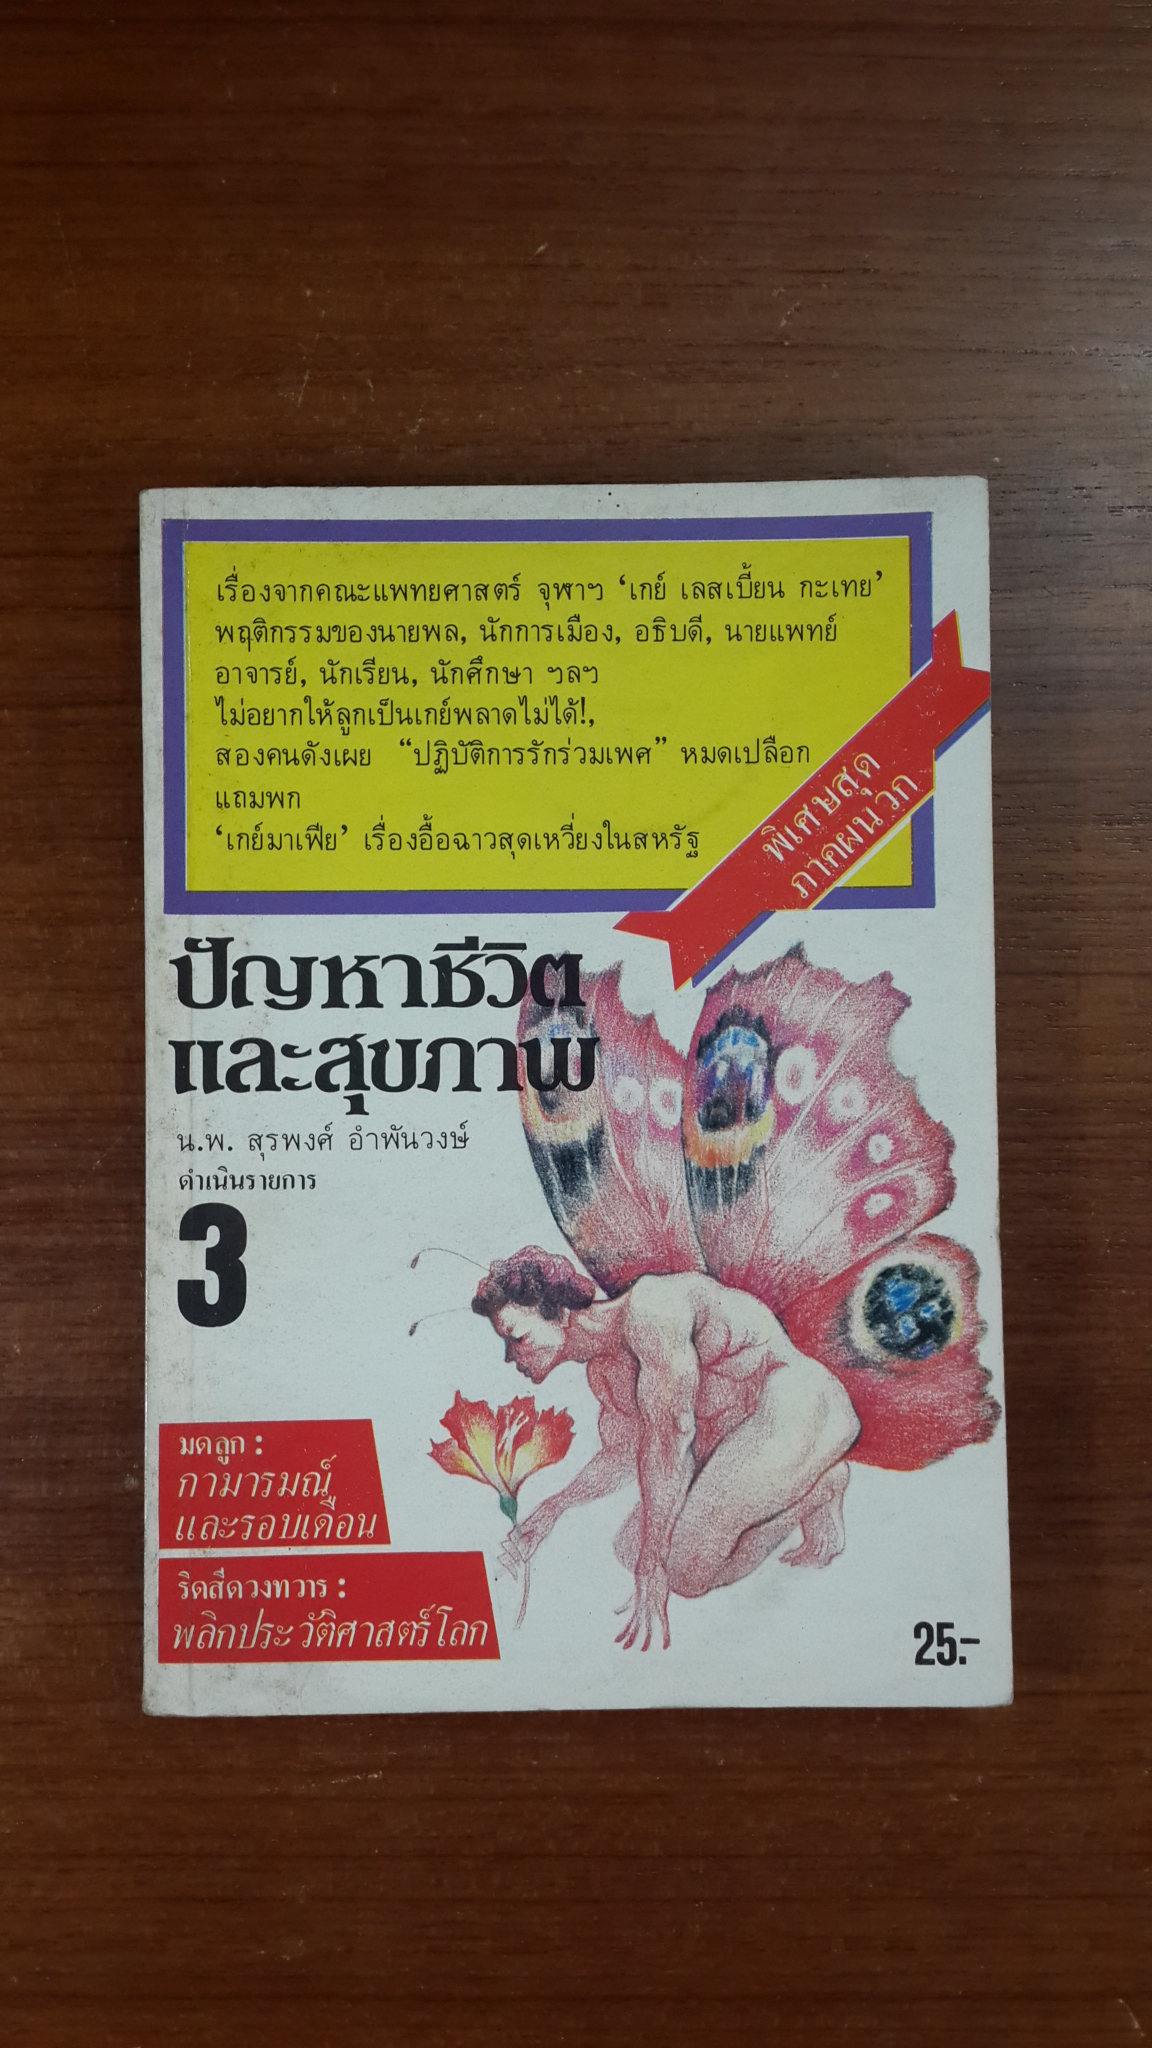 เรื่องจากคณะแพทยศาสตร์ จุฬาฯ ‘เกย์ เลสเบี้ยน กะเทย’
พฤติกรรมของนายพล, นักการเมือง, อธิบดี, นายแพทย์
อาจารย์, นักเรียน, นักศึกษา ฯลฯ
ไม่อยากให้ลูกเป็นเกย์พลาดไม่ได้!,
สองคนดังเผย “ปฏิบัติการรักร่วมเพศ” หมดเปลือก
แถมพก
‘เกย์มาเฟีย’ เรื่องอื้อฉาวสุดเหวี่ยงในสหรัฐ
พิเศษสุด
ภาคผนวก
ปัญหาชีวิต
และสุขภาพ
น.พ. สุรพงศ์ อำพันวงษ์
ดำเนินรายการ
3
มดลูก :
กามารมณ์
และรอบเดือน
ริดสีดวงทวาร :
พลิกประวัติศาสตร์โลก
25.-